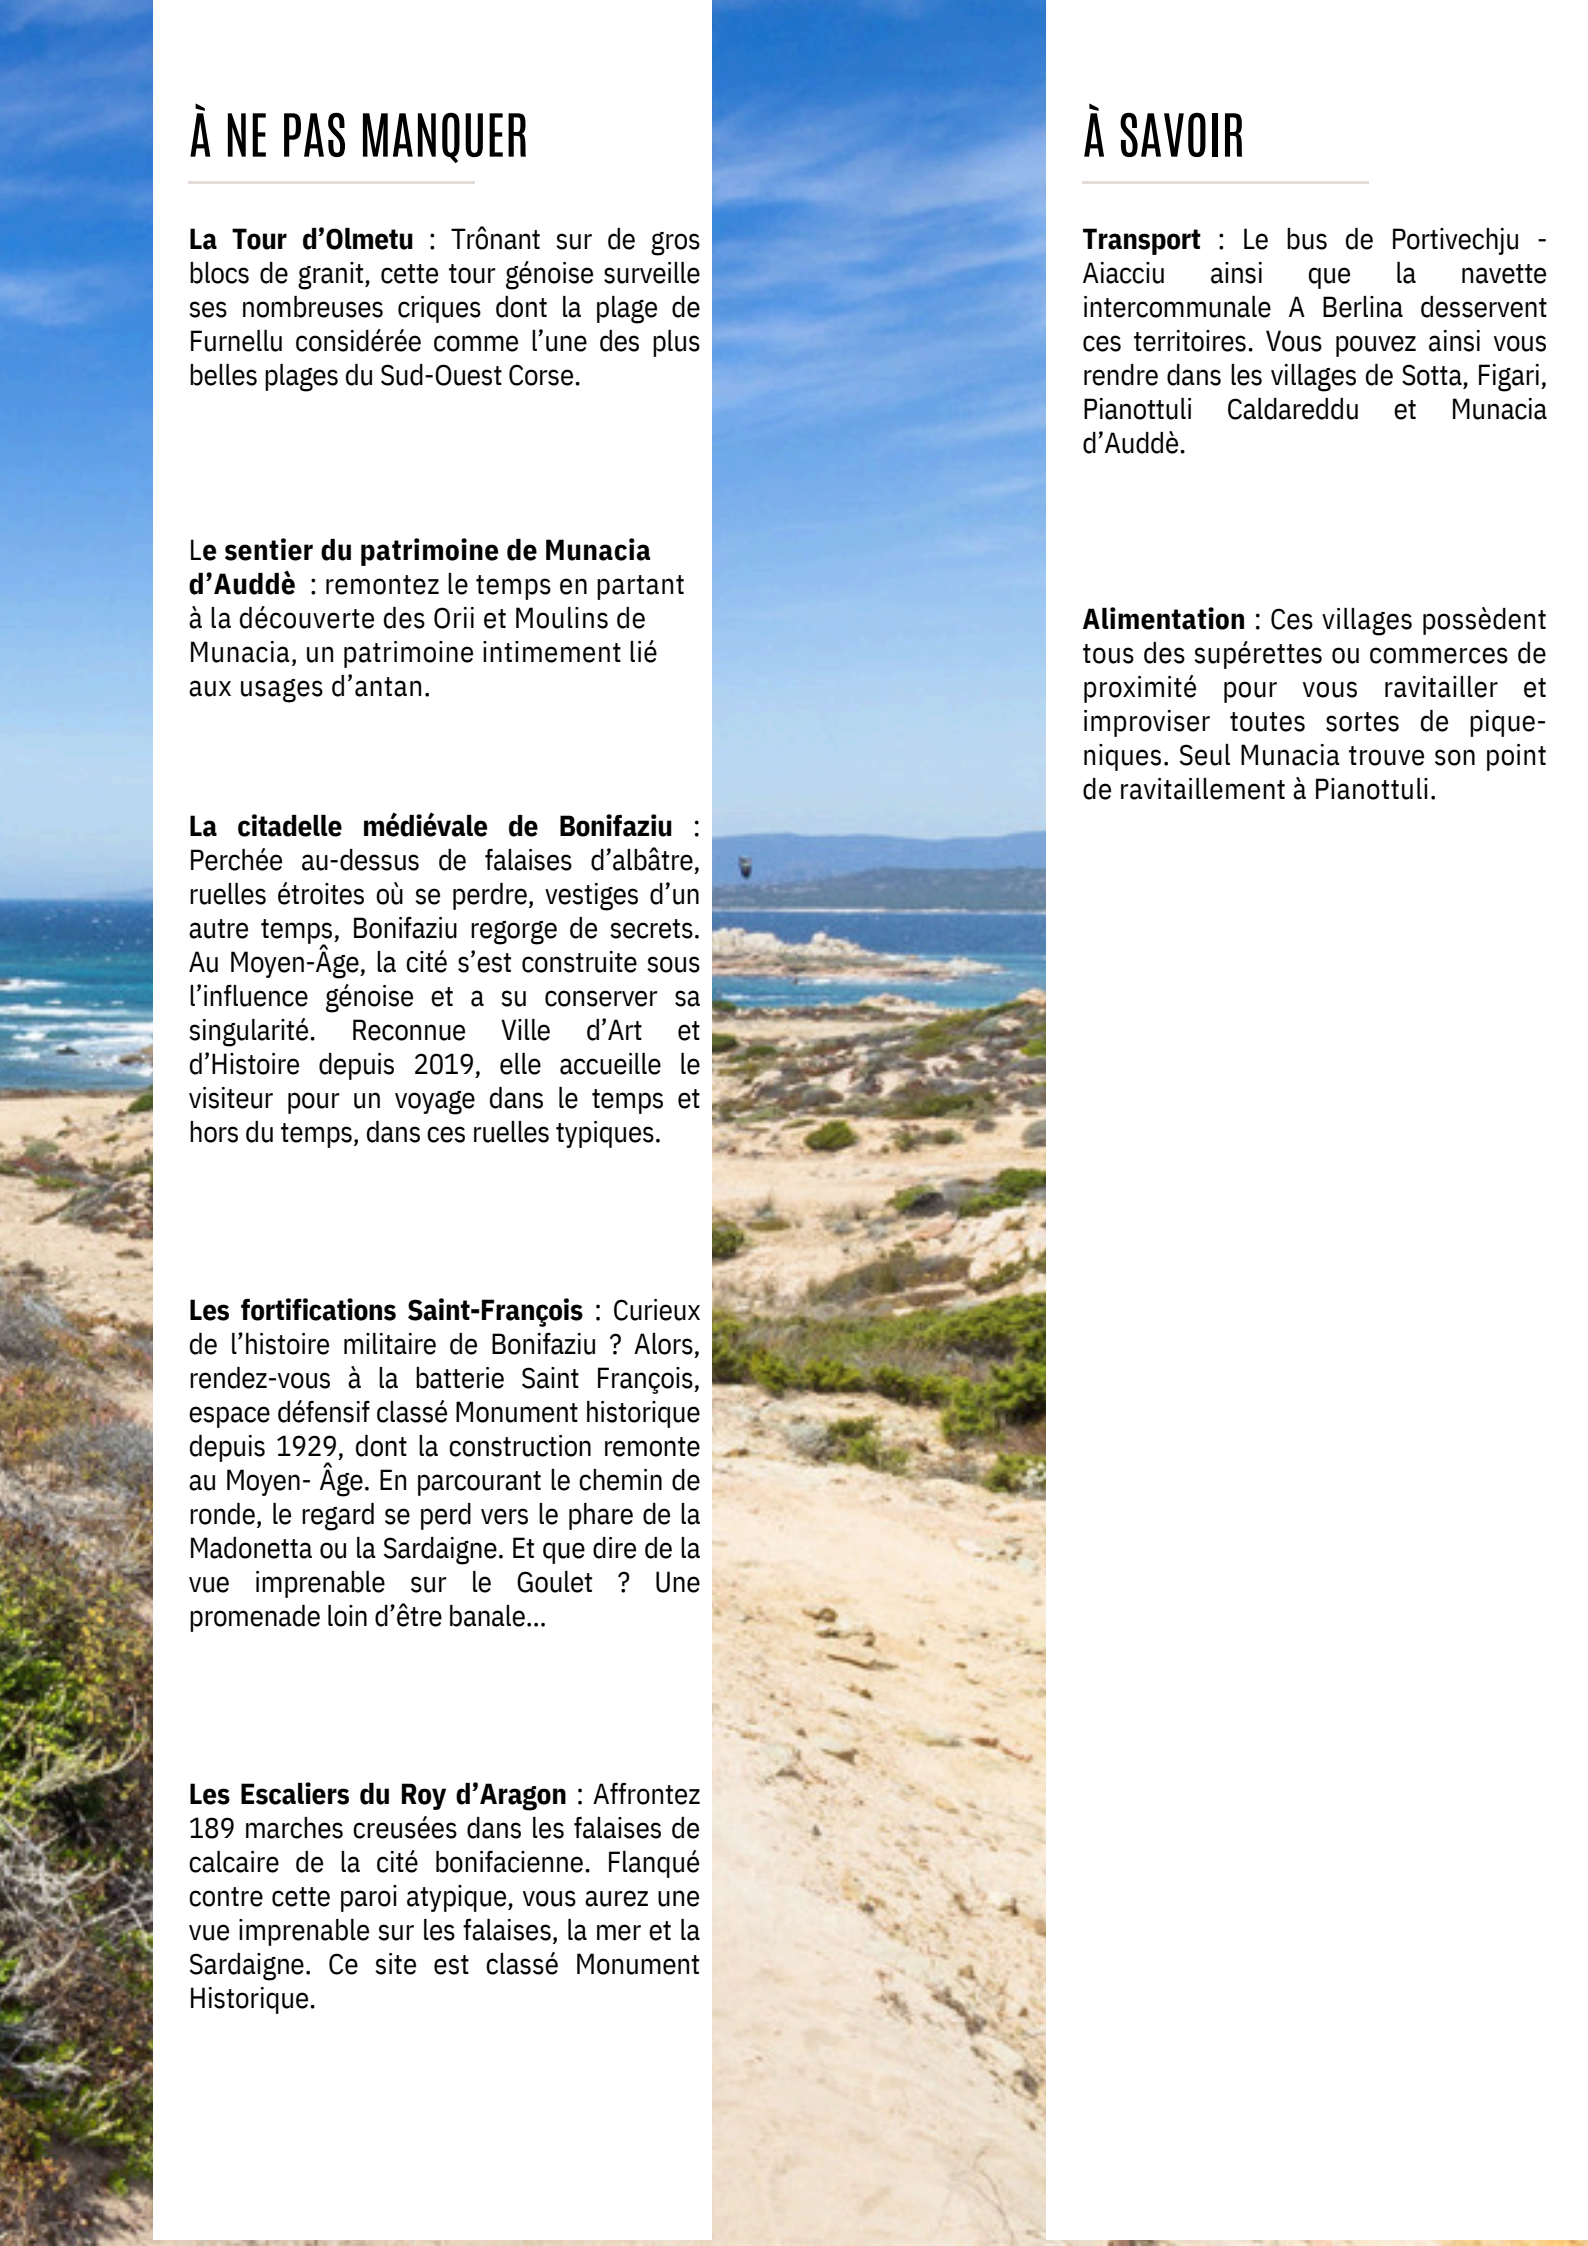 À NE PAS MANQUER
La Tour d’Olmetu : Trônant sur de gros
blocs de granit, cette tour génoise surveille
ses nombreuses criques dont la plage de
Furnellu considérée comme l’une des plus
belles plages du Sud-Ouest Corse.
Le sentier du patrimoine de Munacia
d’Auddè : remontez le temps en partant
à la découverte des Orii et Moulins de
Munacia, un patrimoine intimement lié
aux usages d’antan.
La citadelle médiévale de Bonifaziu :
Perchée au-dessus de falaises d’albâtre,
ruelles étroites où se perdre, vestiges d’un
autre temps, Bonifaziu regorge de secrets.
Au Moyen-Âge, la cité s’est construite sous
l’influence génoise et a su conserver sa
singularité. Reconnue Ville d’Art et
d’Histoire depuis 2019, elle accueille le
visiteur pour un voyage dans le temps et
hors du temps, dans ces ruelles typiques.
Les fortifications Saint-François : Curieux
de l’histoire militaire de Bonifaziu ? Alors,
rendez-vous à la batterie Saint François,
espace défensif classé Monument historique
depuis 1929, dont la construction remonte
au Moyen- Âge. En parcourant le chemin de
ronde, le regard se perd vers le phare de la
Madonetta ou la Sardaigne. Et que dire de la
vue imprenable sur le Goulet ? Une
promenade loin d’être banale...
Les Escaliers du Roy d’Aragon : Affrontez
189 marches creusées dans les falaises de
calcaire de la cité bonifacienne. Flanqué
contre cette paroi atypique, vous aurez une
vue imprenable sur les falaises, la mer et la
Sardaigne. Ce site est classé Monument
Historique.
À SAVOIR
Transport : Le bus de Portivechju -
Aiacciu ainsi que la navette
intercommunale A Berlina desservent
ces territoires. Vous pouvez ainsi vous
rendre dans les villages de Sotta, Figari,
Pianottuli Caldareddu et Munacia
d’Auddè.
Alimentation : Ces villages possèdent
tous des supérettes ou commerces de
proximité pour vous ravitailler et
improviser toutes sortes de pique-
niques. Seul Munacia trouve son point
de ravitaillement à Pianottuli.